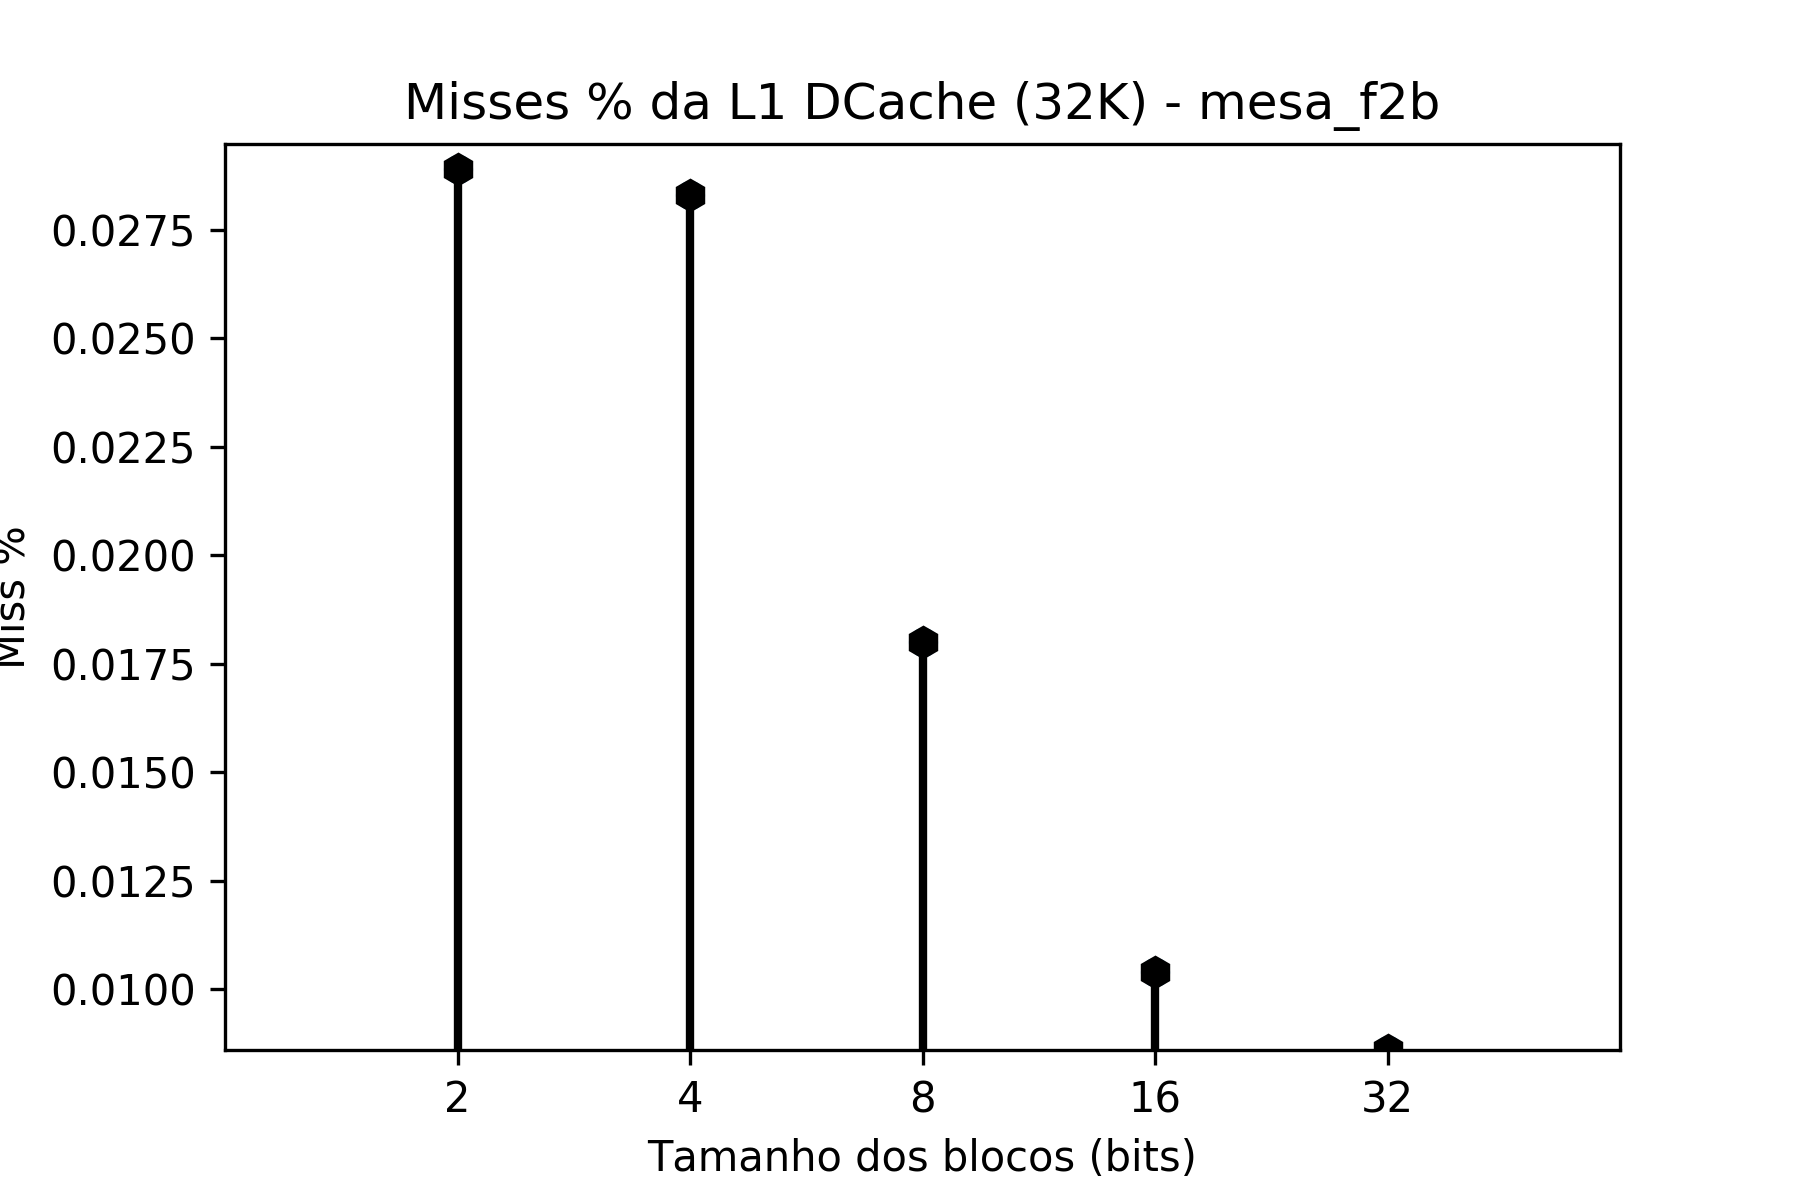 Misses % da L1 DCache (32K) - mesa_f2b
0.0275
0.0250
0.0225
0.0200
0.0175
0.0150
0.0125
0.0100
Miss %
2 4 8 16 32
Tamanho dos blocos (bits)